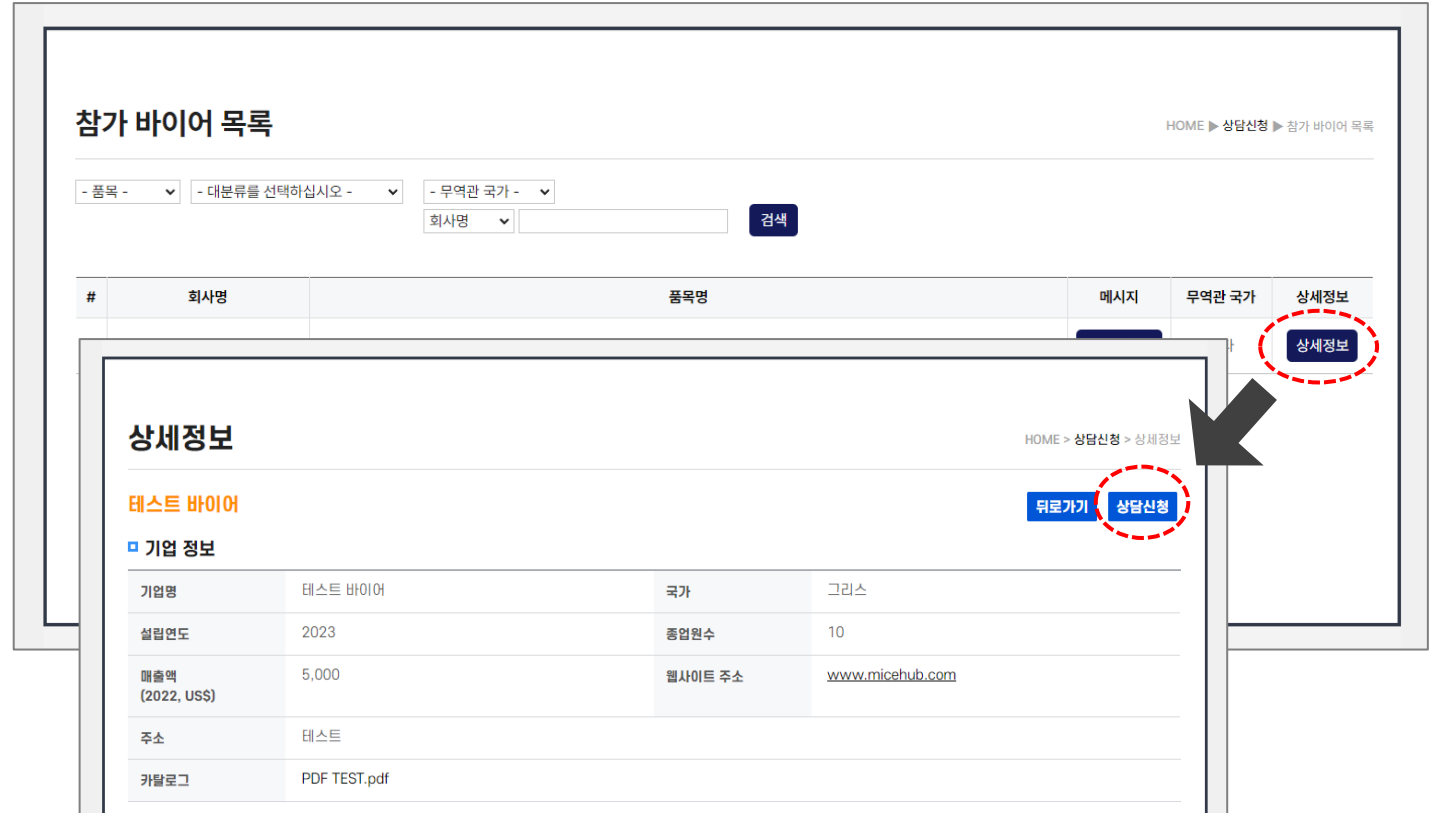 참가 바이어 목록
HOME ▶ 상담신청 ▶ 참가 바이어 목록
- 품목 - - 대분류를 선택하십시오 - - 무역관 국가 -
회사명 검색
# 회사명 품목명 메시지 무역관 국가 상세정보
상세정보
상세정보
HOME > 상담신청 > 상세정보
테스트 바이어
뒤로가기 상담신청
기업 정보
기업명 테스트 바이어 국가 그리스
설립연도 2023 종업원수 10
매출액 5,000 웹사이트 주소 www.micehub.com
(2022, US$)
주소 테스트
카탈로그 PDF TEST.pdf